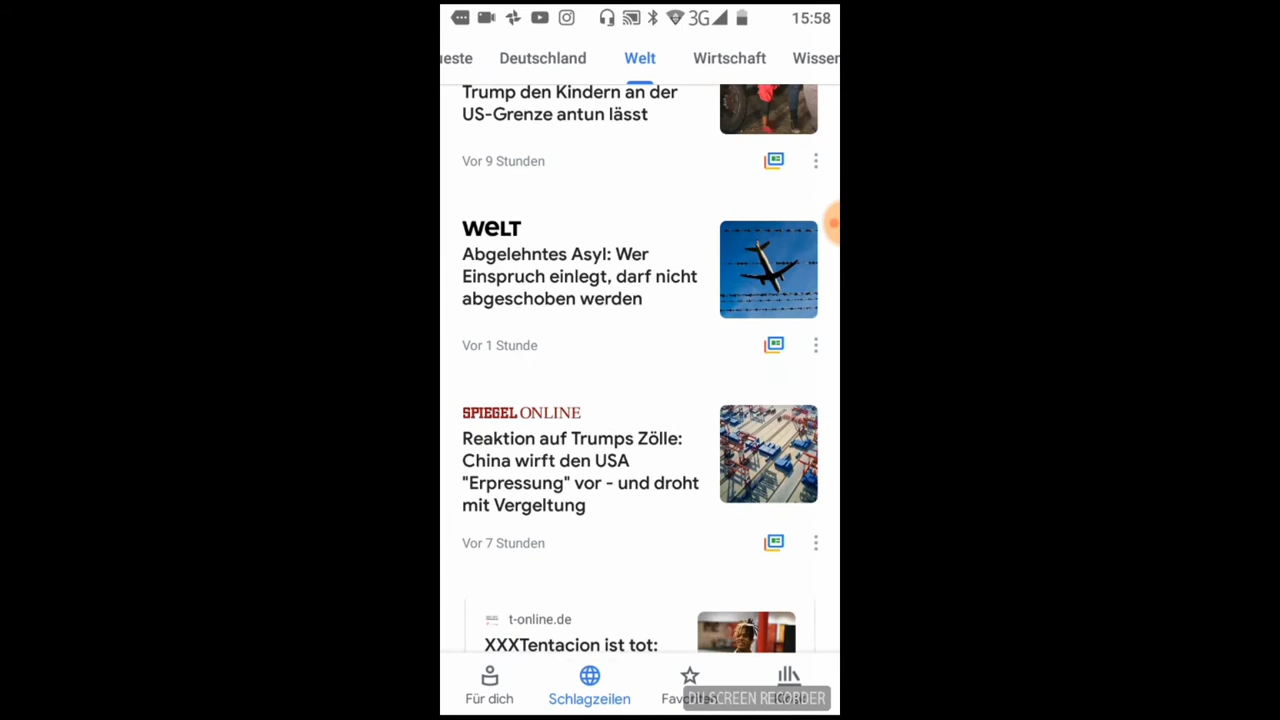 3G 15:58
este Deutschland Welt Wirtschaft Wissen
Trump den Kindern an der
US-Grenze antun lässt
Vor 9 Stunden
WELT
Abgelehntes Asyl: Wer
Einspruch einlegt, darf nicht
abgeschoben werden
Vor 1 Stunde
SPIEGEL ONLINE
Reaktion auf Trumps Zölle:
China wirft den USA
"Erpressung" vor - und droht
mit Vergeltung
Vor 7 Stunden
t-online.de
XXXTentacion ist tot:
Für dich Schlagzeilen Favoriten
DU SCREEN RECORDER